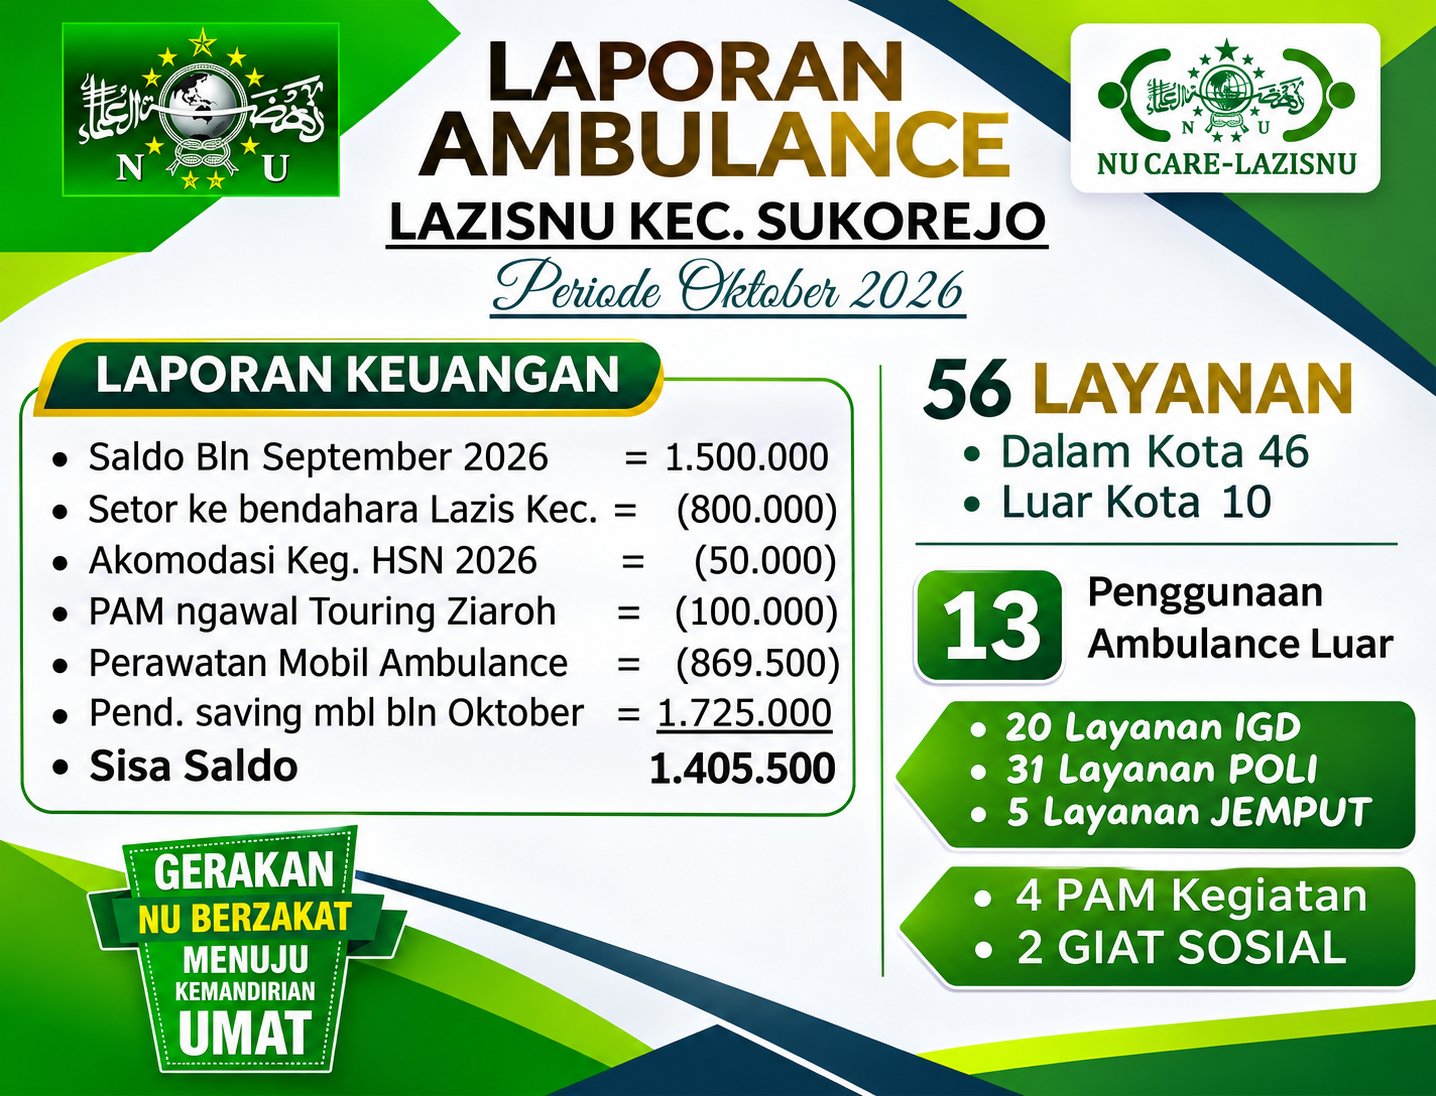 N U
N U
NU CARE-LAZISNU
LAPORAN
AMBULANCE
LAZISNU KEC. SUKOREJO
Periode Oktober 2026
LAPORAN KEUANGAN
• Saldo Bln September 2026 = 1.500.000
• Setor ke bendahara Lazis Kec. = (800.000)
• Akomodasi Keg. HSN 2026 = (50.000)
• PAM ngawal Touring Ziaroh = (100.000)
• Perawatan Mobil Ambulance = (869.500)
• Pend. saving mbl bln Oktober = 1.725.000
• Sisa Saldo 1.405.500
56 LAYANAN
• Dalam Kota 46
• Luar Kota 10
13 Penggunaan
Ambulance Luar
• 20 Layanan IGD
• 31 Layanan POLI
• 5 Layanan JEMPUT
• 4 PAM Kegiatan
• 2 GIAT SOSIAL
GERAKAN
NU BERZAKAT
MENUJU
KEMANDIRIAN
UMAT